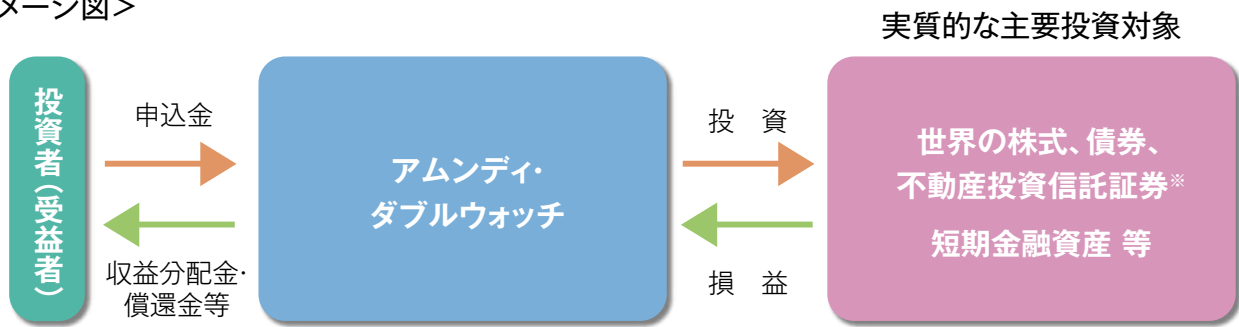 メージ図＞
実質的な主要投資対象
投資者（受益者）
申込金
収益分配金・
償還金等
アムンディ・
ダブルウォッチ
投　資
損　益
世界の株式、債券、
不動産投資信託証券※
短期金融資産 等